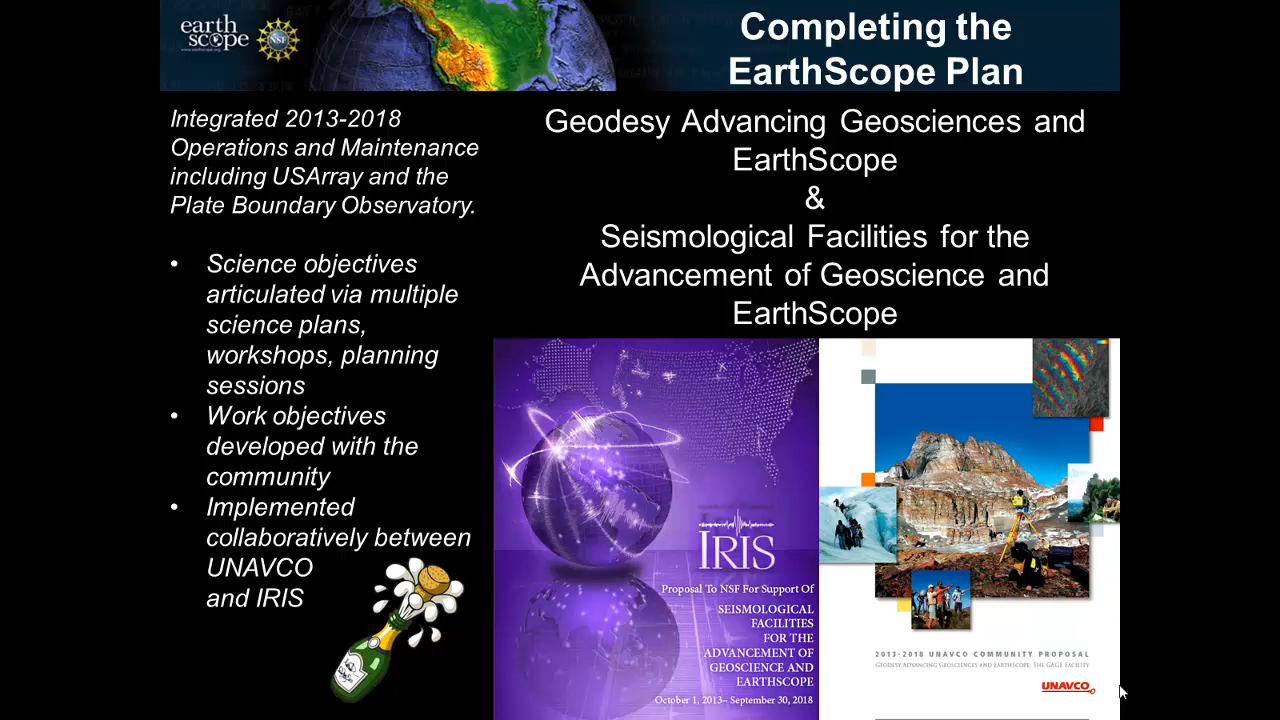 earth
scope
www.earthscope.org
NSF
Completing the
EarthScope Plan
Integrated 2013-2018
Operations and Maintenance
including USArray and the
Plate Boundary Observatory.
• Science objectives
articulated via multiple
science plans,
workshops, planning
sessions
• Work objectives
developed with the
community
• Implemented
collaboratively between
UNAVCO
and IRIS
Geodesy Advancing Geosciences and
EarthScope
&
Seismological Facilities for the
Advancement of Geoscience and
EarthScope
IRIS
Proposal To NSF For Support Of
SEISMOLOGICAL
FACILITIES
FOR THE
ADVANCEMENT OF
GEOSCIENCE AND
EARTHSCOPE
October 1, 2013– September 30, 2018
2013-2018 UNAVCO COMMUNITY PROPOSAL
GEODESY ADVANCING GEOSCIENCES AND EARTHSCOPE: THE GAGE FACILITY
UNAVCO